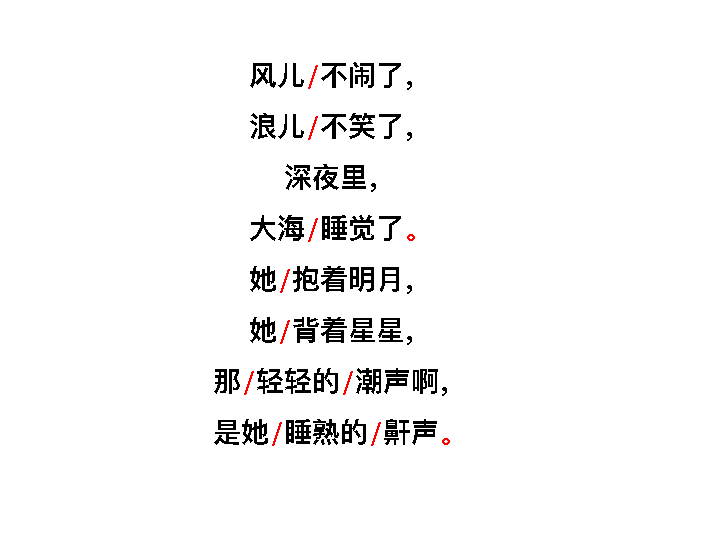 风儿/不闹了,
浪儿/不笑了,
深夜里,
大海/睡觉了。
她/抱着明月,
她/背着星星,
那/轻轻的/潮声啊,
是她/睡熟的/鼾声。